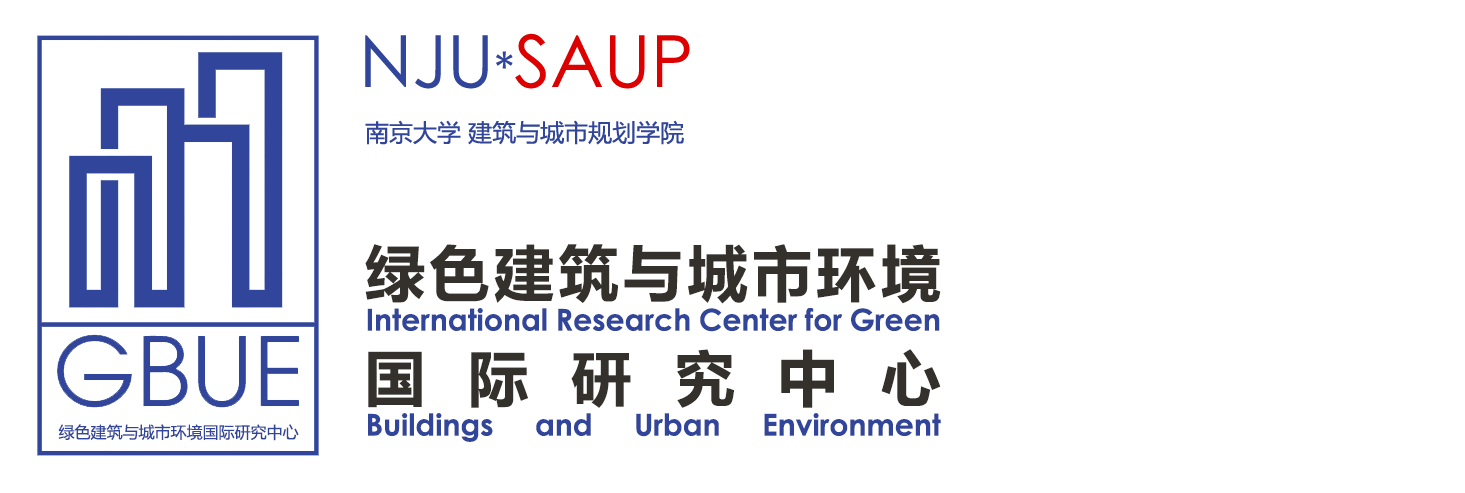 GBUE
绿色建筑与城市环境国际研究中心
NJU*SAUP
南京大学 建筑与城市规划学院
绿色建筑与城市环境
International Research Center for Green
国际研究中心
Buildings and Urban Environment